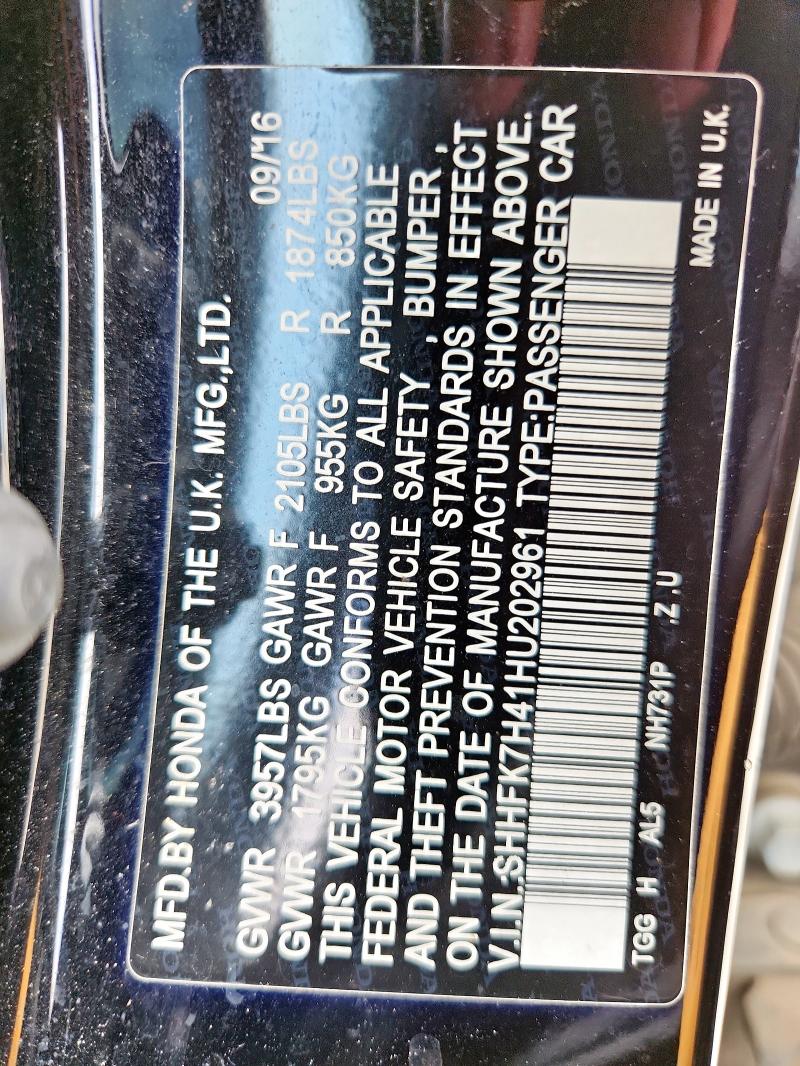 MFD.BY HONDA OF THE U.K. MFG.,LTD.
09/16
GVWR 3957LBS GAWR F 2105LBS R 1874LBS
GVWR 1795KG GAWR F 955KG R 850KG
THIS VEHICLE CONFORMS TO ALL APPLICABLE
FEDERAL MOTOR VEHICLE SAFETY , BUMPER ,
AND THEFT PREVENTION STANDARDS IN EFFECT
ON THE DATE OF MANUFACTURE SHOWN ABOVE.
V.I.N.:SHHFK7H41HU202961 TYPE:PASSENGER CAR
TGG H AL5 NH731P .Z .U
MADE IN U.K.